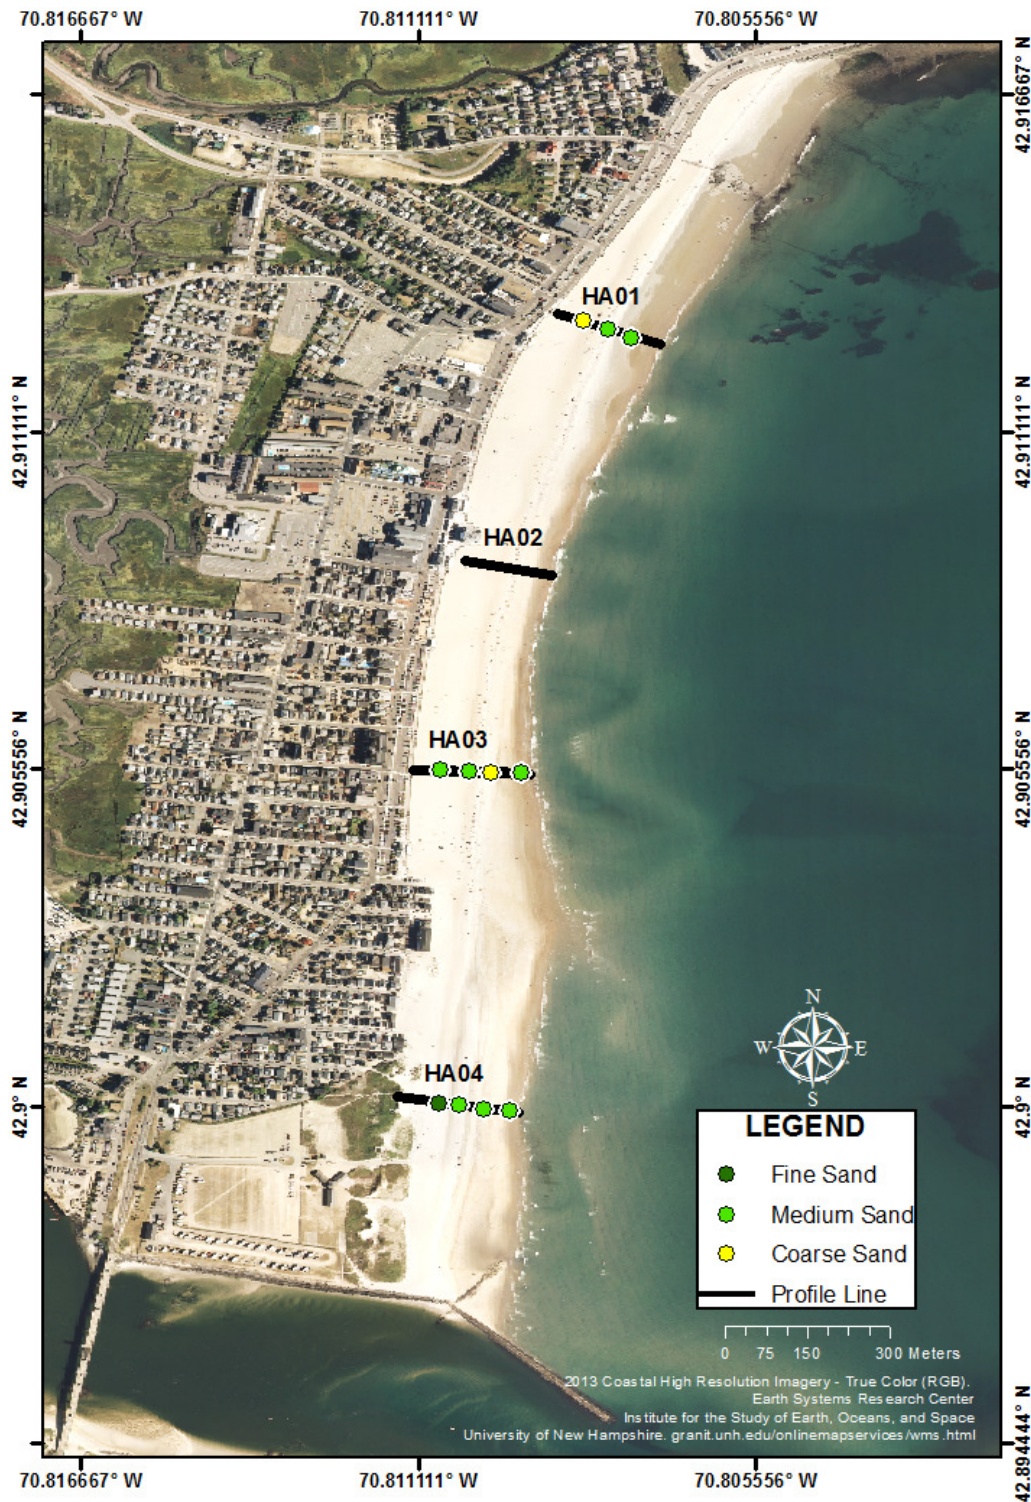 70.816667° W 70.811111° W 70.805556° W
42.916667° N
HA01
42.911111° N 42.911111° N
HA02
HA03
42.905556° N 42.905556° N
N
W E
S
HA04
42.9° N 42.9° N
LEGEND
Fine Sand
Medium Sand
Coarse Sand
Profile Line
0 75 150 300 Meters
2013 Coastal High Resolution Imagery - True Color (RGB).
Earth Systems Research Center
Institute for the Study of Earth, Oceans, and Space
University of New Hampshire. granit.unh.edu/onlinemapservices/wms.html
42.894444° N
70.816667° W 70.811111° W 70.805556° W